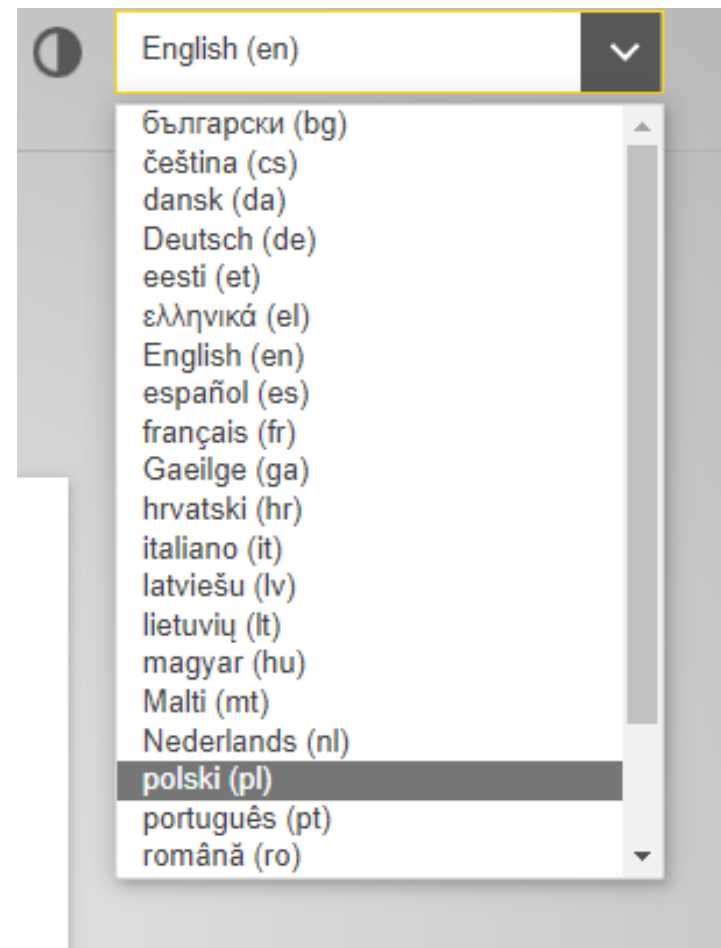 English (en)
български (bg)
čeština (cs)
dansk (da)
Deutsch (de)
eesti (et)
ελληνικά (el)
English (en)
español (es)
français (fr)
Gaeilge (ga)
hrvatski (hr)
italiano (it)
latviešu (lv)
lietuvių (lt)
magyar (hu)
Malti (mt)
Nederlands (nl)
polski (pl)
português (pt)
română (ro)